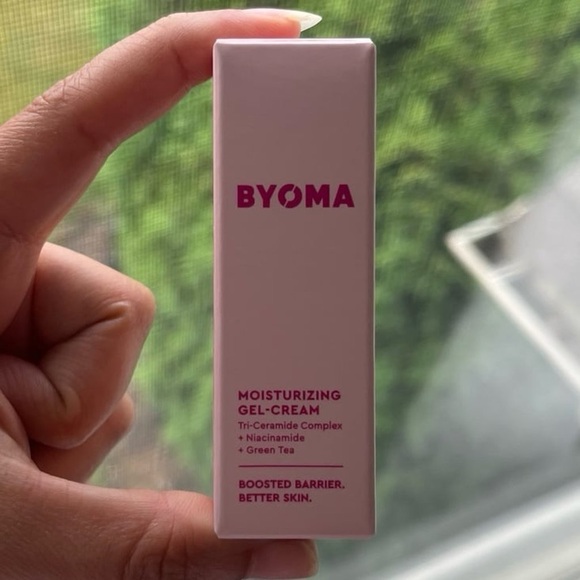 BYOMA
MOISTURIZING
GEL-CREAM
Tri-Ceramide Complex
+ Niacinamide
+ Green Tea
BOOSTED BARRIER.
BETTER SKIN.